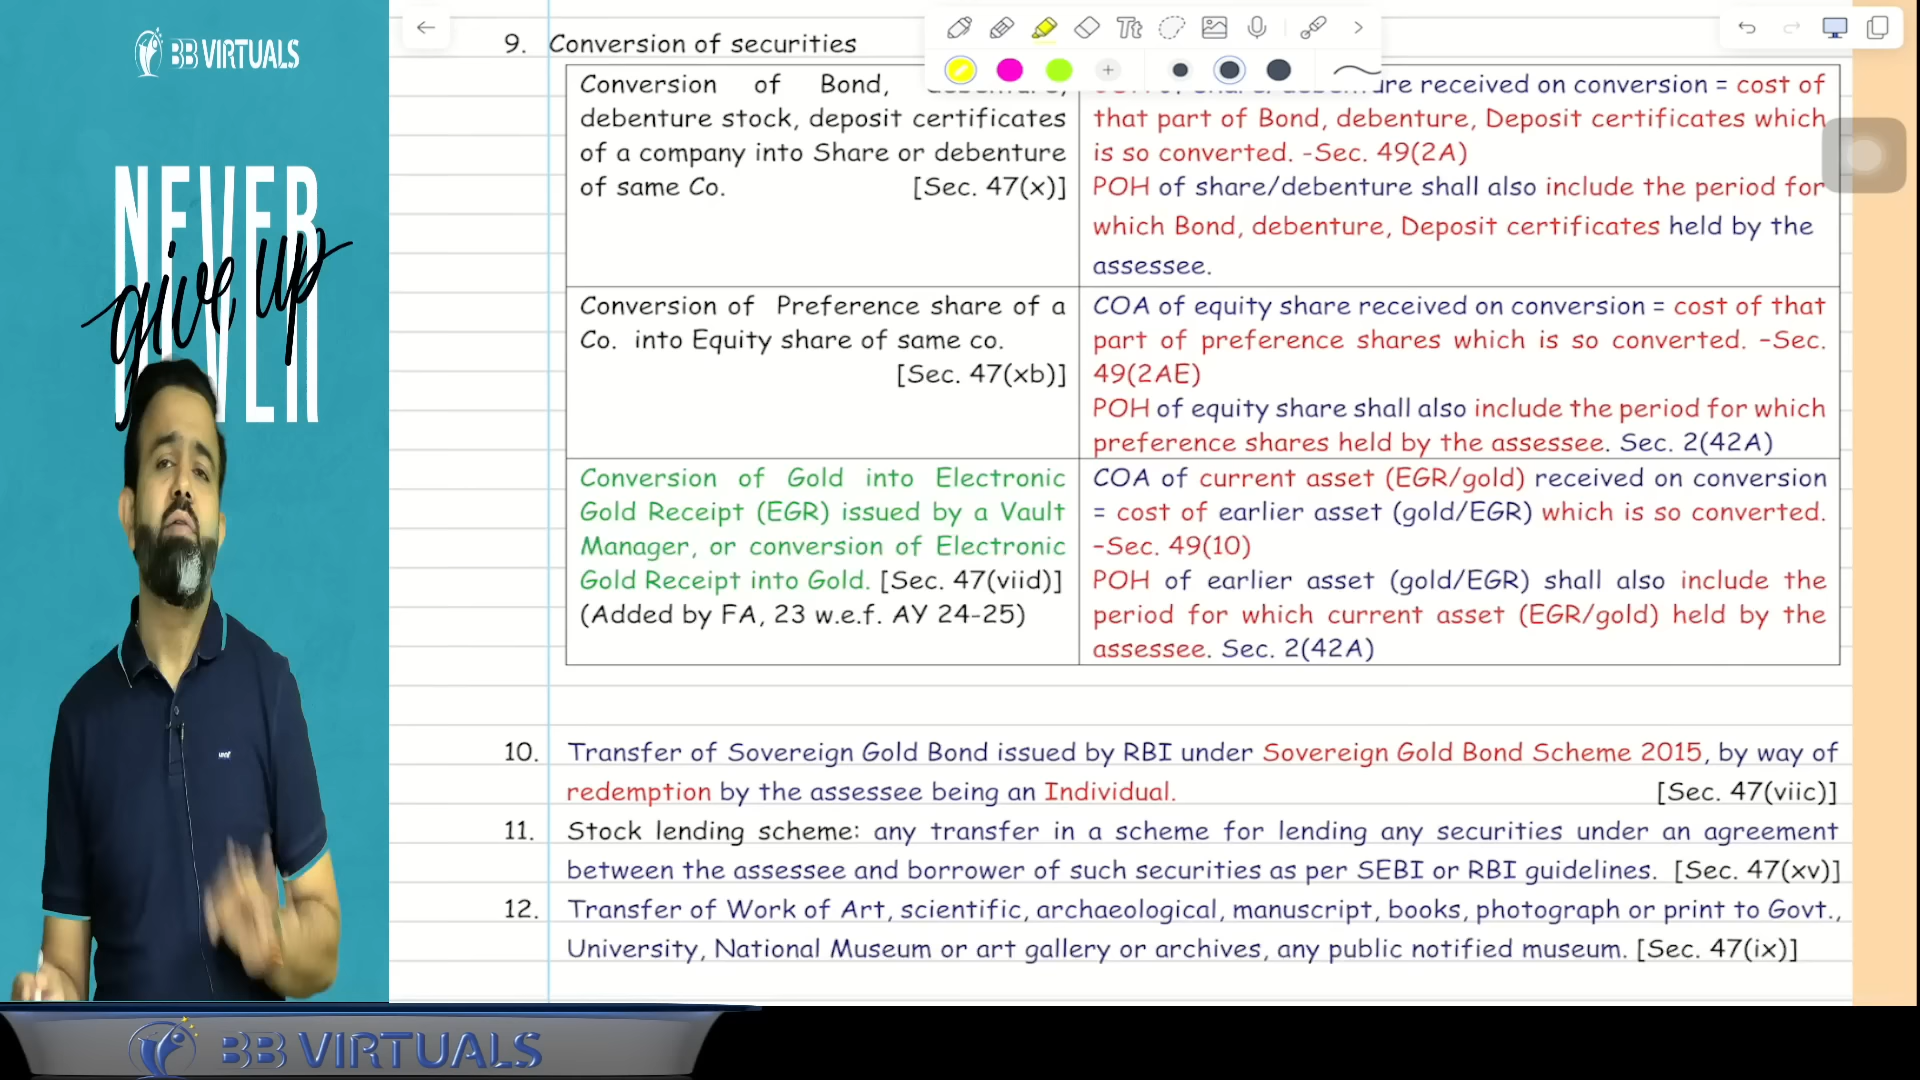 BB VIRTUALS
NEVER
give up
NEVER
9. Conversion of securities
Conversion of Bond,
debenture stock, deposit certificates
of a company into Share or debenture
of same Co. [Sec. 47(x)]
received on conversion = cost of
that part of Bond, debenture, Deposit certificates which
is so converted. -Sec. 49(2A)
POH of share/debenture shall also include the period for
which Bond, debenture, Deposit certificates held by the
assessee.
Conversion of Preference share of a
Co. into Equity share of same co.
[Sec. 47(xb)]
COA of equity share received on conversion = cost of that
part of preference shares which is so converted. –Sec.
49(2AE)
POH of equity share shall also include the period for which
preference shares held by the assessee. Sec. 2(42A)
Conversion of Gold into Electronic
Gold Receipt (EGR) issued by a Vault
Manager, or conversion of Electronic
Gold Receipt into Gold. [Sec. 47(viid)]
(Added by FA, 23 w.e.f. AY 24-25)
COA of current asset (EGR/gold) received on conversion
= cost of earlier asset (gold/EGR) which is so converted.
–Sec. 49(10)
POH of earlier asset (gold/EGR) shall also include the
period for which current asset (EGR/gold) held by the
assessee. Sec. 2(42A)
10. Transfer of Sovereign Gold Bond issued by RBI under Sovereign Gold Bond Scheme 2015, by way of
redemption by the assessee being an Individual. [Sec. 47(viic)]
11. Stock lending scheme: any transfer in a scheme for lending any securities under an agreement
between the assessee and borrower of such securities as per SEBI or RBI guidelines. [Sec. 47(xv)]
12. Transfer of Work of Art, scientific, archaeological, manuscript, books, photograph or print to Govt.,
University, National Museum or art gallery or archives, any public notified museum. [Sec. 47(ix)]
BB VIRTUALS